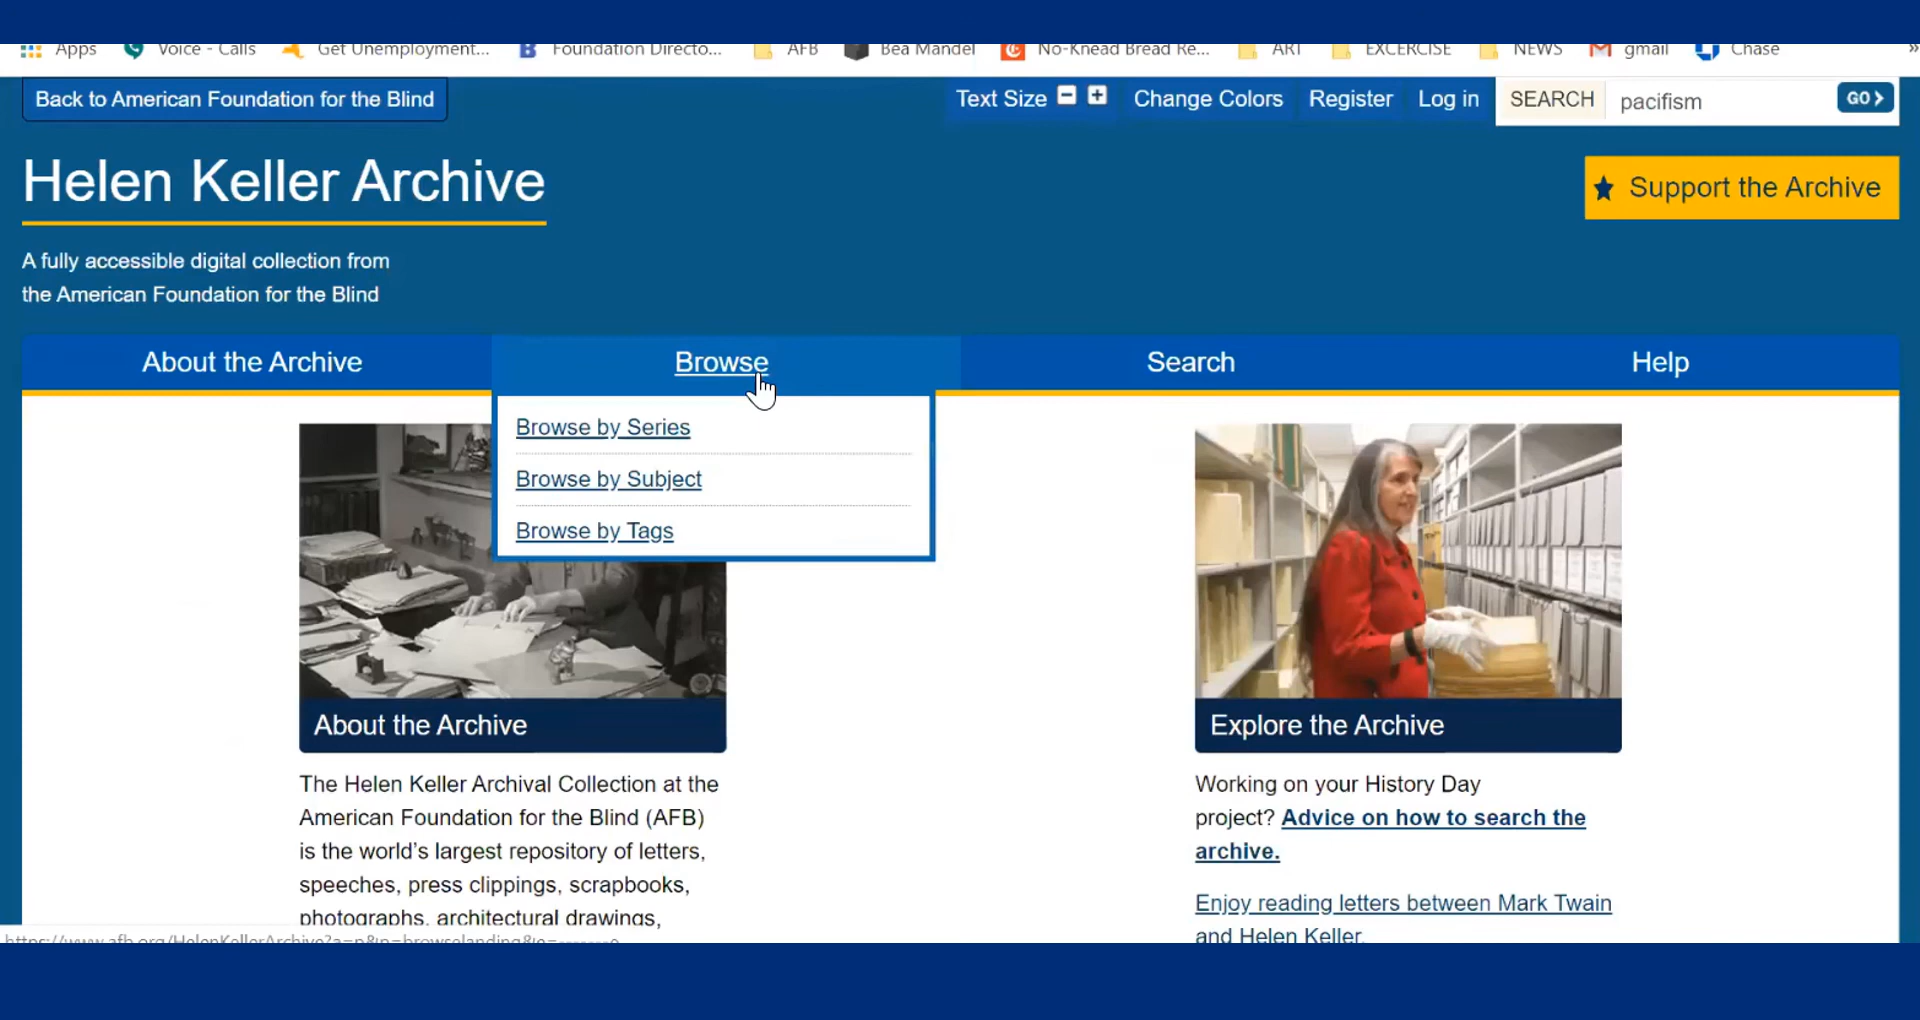 Apps Voice - Calls Get Unemployment... Foundation Directo... AFB Bea Mandel No-Knead Bread Re... ART EXCERCISE NEWS gmail Chase »
Back to American Foundation for the Blind
Text Size − + Change Colors Register Log in SEARCH pacifism GO
Helen Keller Archive
Support the Archive
A fully accessible digital collection from
the American Foundation for the Blind
About the Archive Browse Search Help
Browse by Series
Browse by Subject
Browse by Tags
About the Archive
The Helen Keller Archival Collection at the
American Foundation for the Blind (AFB)
is the world's largest repository of letters,
speeches, press clippings, scrapbooks,
photographs, architectural drawings,
Explore the Archive
Working on your History Day
project? Advice on how to search the
archive.
Enjoy reading letters between Mark Twain
and Helen Keller.